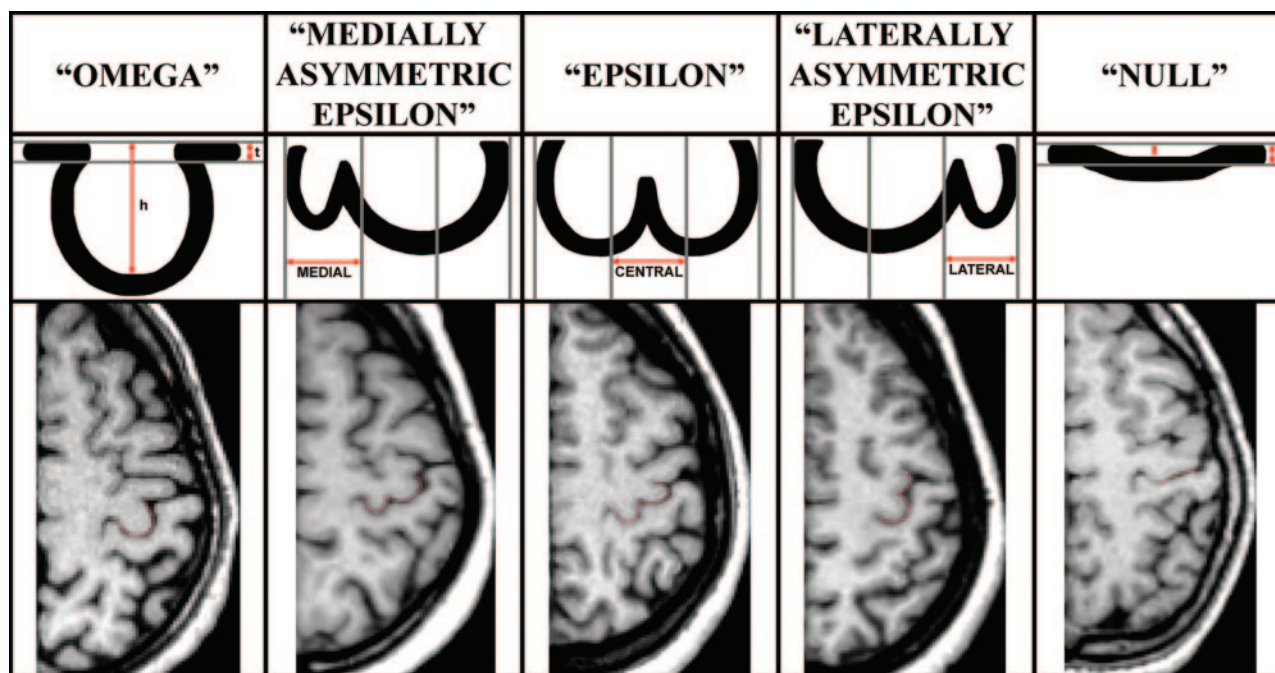 “OMEGA”
“MEDIALLY
ASYMMETRIC
EPSILON”
“EPSILON”
“LATERALLY
ASYMMETRIC
EPSILON”
“NULL”
t
h
MEDIAL
CENTRAL
LATERAL